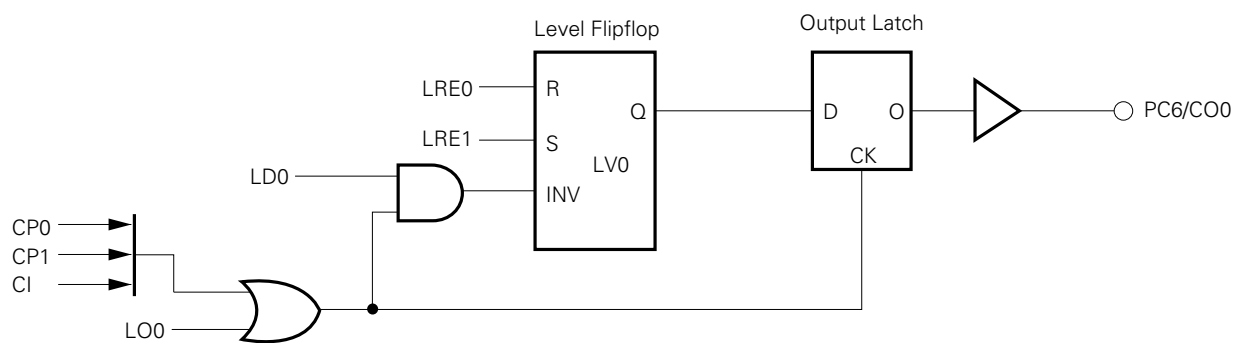 Level Flipflop
Output Latch
LRE0
R
Q
D
O
PC6/CO0
LRE1
S
LV0
CK
LD0
INV
CP0
CP1
CI
LO0